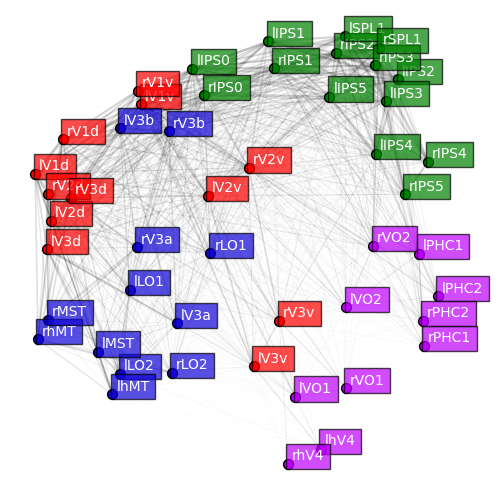 lSPL1
lIPS1
rSPL1
rIPS2
rIPS3
lIPS0
rIPS1
lIPS2
rV1v
rIPS0
lIPS5
lIPS3
lV1v
lV3b
rV3b
rV1d
lIPS4
rIPS4
lV1d
rV2v
rV3d
lV2v
rIPS5
lV2d
lV3d
rV3a
rLO1
rVO2
lPHC1
lLO1
lPHC2
lVO2
rMST
lV3a
rV3v
rPHC2
rhMT
rPHC1
lMST
lV3v
lLO2
rLO2
lhMT
lVO1
rVO1
lhV4
rhV4